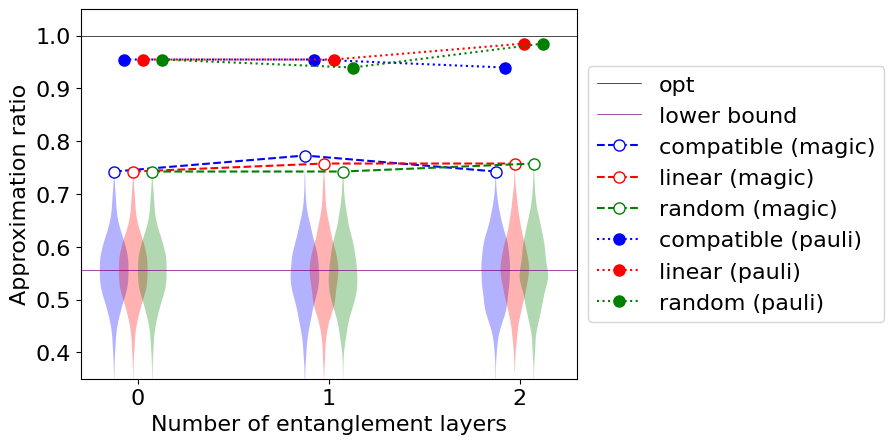 1.0
0.9
0.8
0.7
0.6
0.5
0.4
Approximation ratio
0 1 2
Number of entanglement layers
opt
lower bound
compatible (magic)
linear (magic)
random (magic)
compatible (pauli)
linear (pauli)
random (pauli)